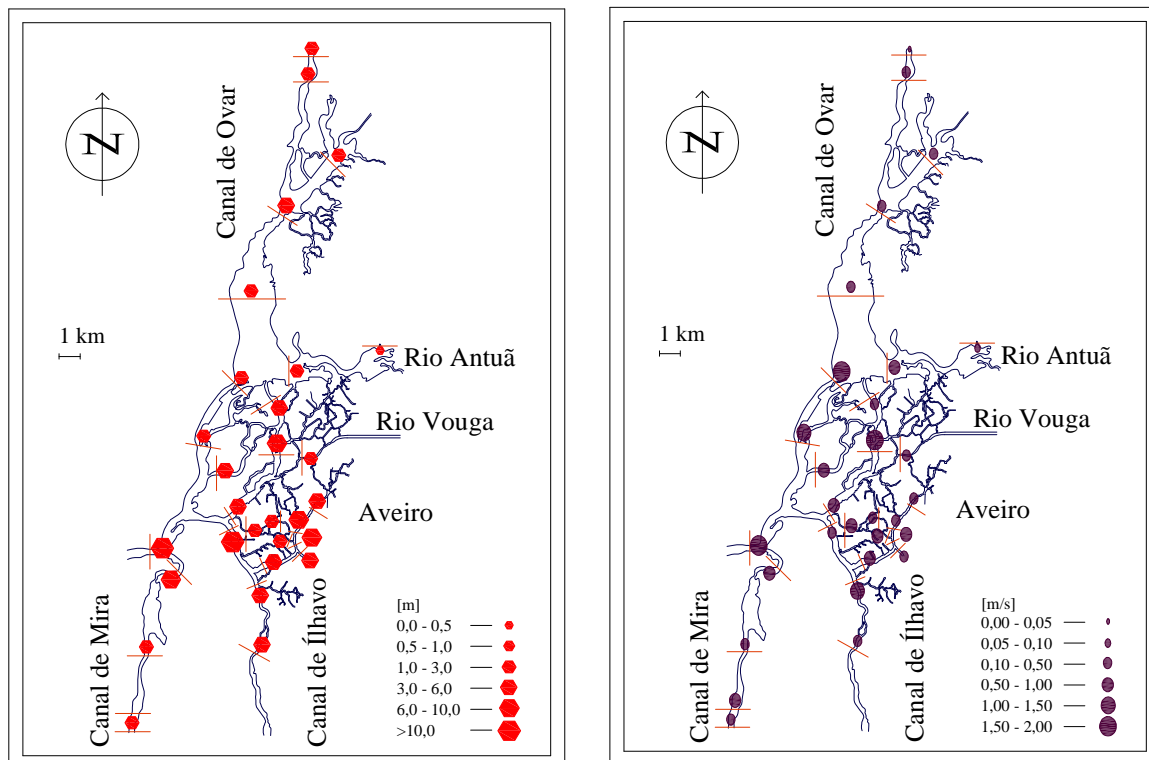 Canal de Ovar
N
1 km
Rio Antuã
Rio Vouga
Aveiro
Canal de Mira
Canal de Ílhavo
[m]
0,0 - 0,5
0,5 - 1,0
1,0 - 3,0
3,0 - 6,0
6,0 - 10,0
>10,0
Canal de Ovar
N
1 km
Rio Antuã
Rio Vouga
Aveiro
Canal de Mira
Canal de Ílhavo
[m/s]
0,00 - 0,05
0,05 - 0,10
0,10 - 0,50
0,50 - 1,00
1,00 - 1,50
1,50 - 2,00